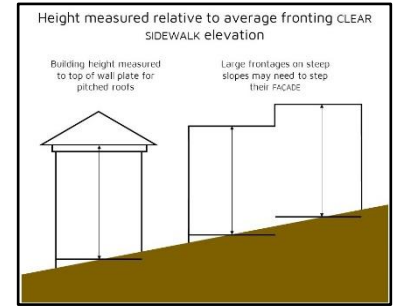 Height measured relative to average fronting CLEAR
SIDEWALK elevation
Building height measured
to top of wall plate for
pitched roofs
Large frontages on steep
slopes may need to step
their FAÇADE